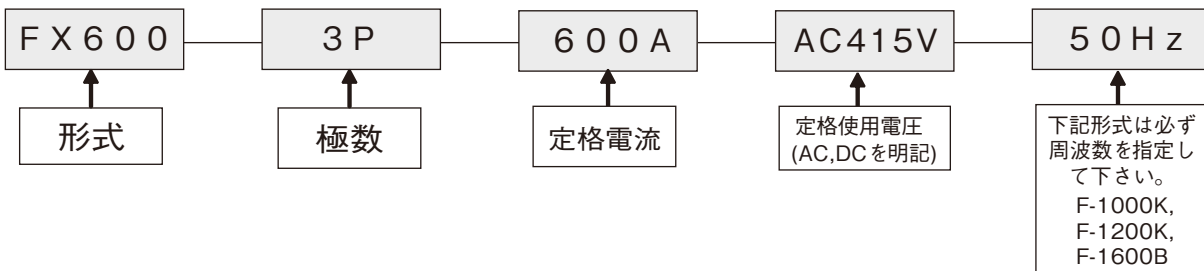 FX600
3P
600A
AC415V
50Hz
形式
極数
定格電流
定格使用電圧
(AC,DCを明記)
下記形式は必ず
周波数を指定し
て下さい。
F-1000K,
F-1200K,
F-1600B